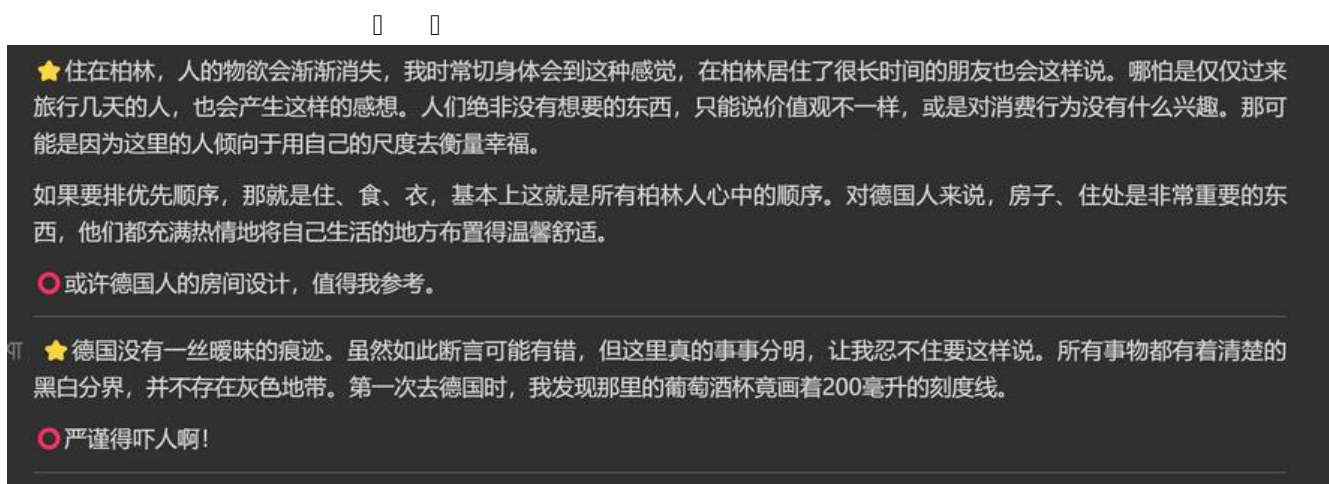 ⭐住在柏林，人的物欲会渐渐消失，我时常切身体会到这种感觉，在柏林居住了很长时间的朋友也会这样说。哪怕是仅仅过来
旅行几天的人，也会产生这样的感想。人们绝非没有想要的东西，只能说价值观不一样，或是对消费行为没有什么兴趣。那可
能是因为这里的人倾向于用自己的尺度去衡量幸福。
如果要排优先顺序，那就是住、食、衣，基本上这就是所有柏林人心中的顺序。对德国人来说，房子、住处是非常重要的东
西，他们都充满热情地将自己生活的地方布置得温馨舒适。
⭕或许德国人的房间设计，值得我参考。
¶ ⭐德国没有一丝暧昧的痕迹。虽然如此断言可能有错，但这里真的事事分明，让我忍不住要这样说。所有事物都有着清楚的
黑白分界，并不存在灰色地带。第一次去德国时，我发现那里的葡萄酒杯竟画着200毫升的刻度线。
⭕严谨得吓人啊！